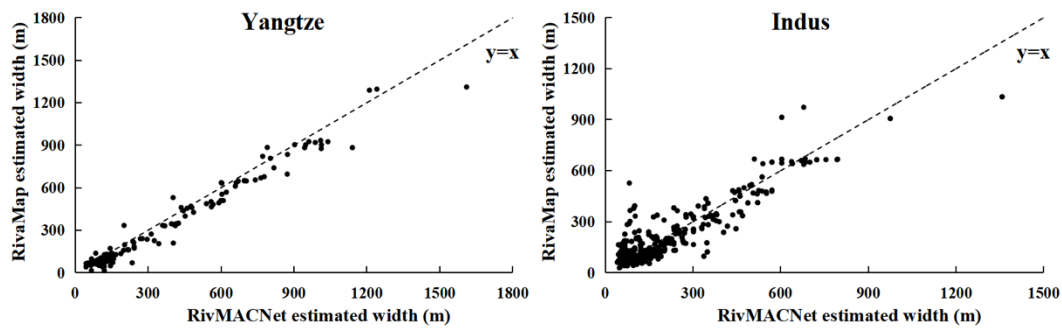 Yangtze
RivaMap estimated width (m)
1800
1500
1200
900
600
300
0
y=x
0 300 600 900 1200 1500 1800
RivMACNet estimated width (m)
Indus
RivaMap estimated width (m)
1500
1200
900
600
300
0
y=x
0 300 600 900 1200 1500
RivMACNet estimated width (m)